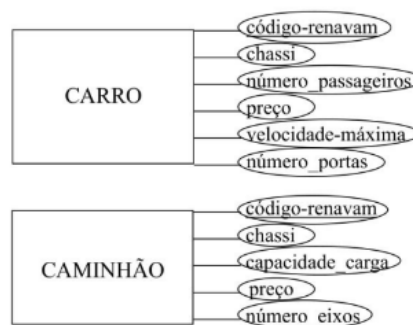 CARRO
código-renavam
chassi
número_passageiros
preço
velocidade-máxima
número_portas
CAMINHÃO
código-renavam
chassi
capacidade_carga
preço
número_eixos